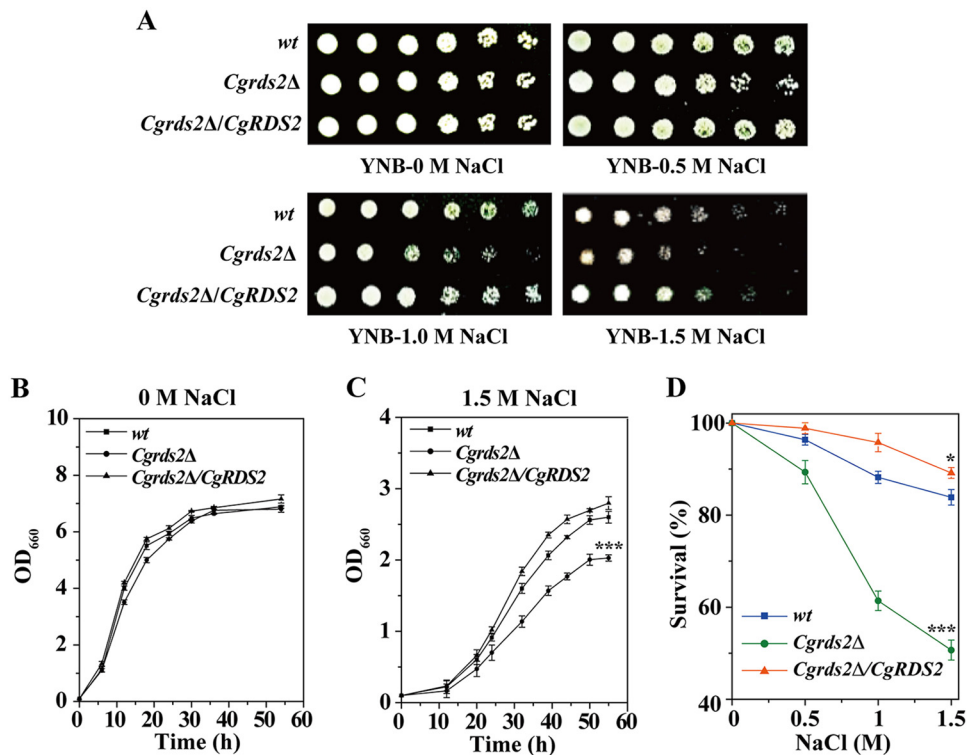 A
wt
Cgrds2Δ
Cgrds2Δ/CgRDS2
YNB-0 M NaCl
YNB-0.5 M NaCl
wt
Cgrds2Δ
Cgrds2Δ/CgRDS2
YNB-1.0 M NaCl
YNB-1.5 M NaCl
B
0 M NaCl
10
8
6
4
2
0
OD660
wt
Cgrds2Δ
Cgrds2Δ/CgRDS2
0 10 20 30 40 50 60
Time (h)
C
1.5 M NaCl
4
3
2
1
0
OD660
wt
Cgrds2Δ
Cgrds2Δ/CgRDS2
***
0 10 20 30 40 50 60
Time (h)
D
100
80
60
40
Survival (%)
*
***
wt
Cgrds2Δ
Cgrds2Δ/CgRDS2
0 0.5 1 1.5
NaCl (M)